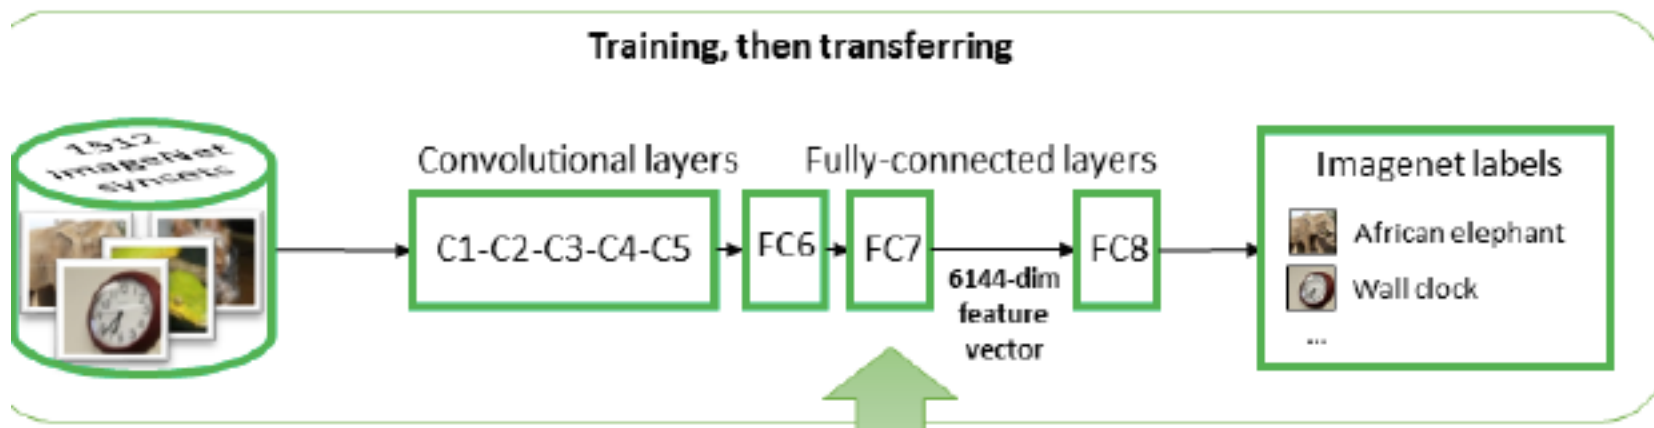 Training, then transferring
1512
imageNet
synsets
Convolutional layers
Fully-connected layers
C1-C2-C3-C4-C5
FC6
FC7
6144-dim
feature
vector
FC8
Imagenet labels
African elephant
Wall clock
...